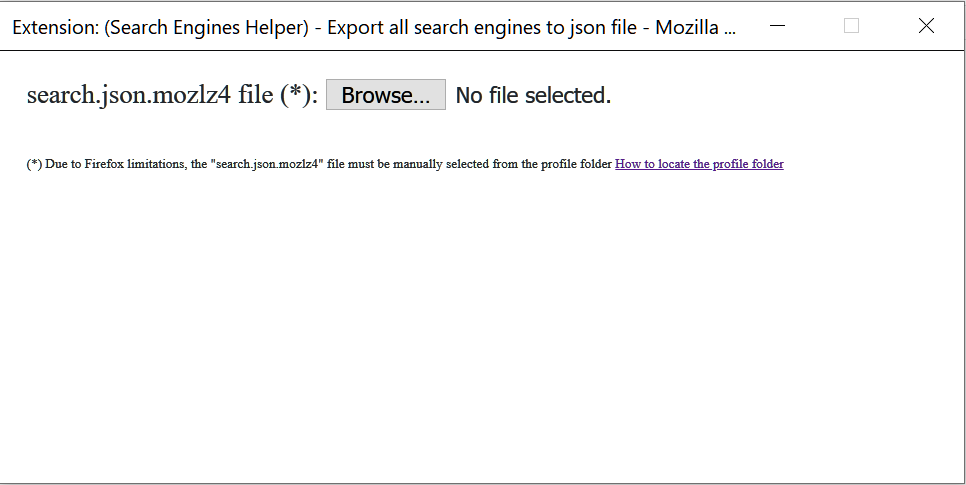 Extension: (Search Engines Helper) - Export all search engines to json file - Mozilla ...
search.json.mozlz4 file (*): Browse... No file selected.
(*) Due to Firefox limitations, the "search.json.mozlz4" file must be manually selected from the profile folder How to locate the profile folder